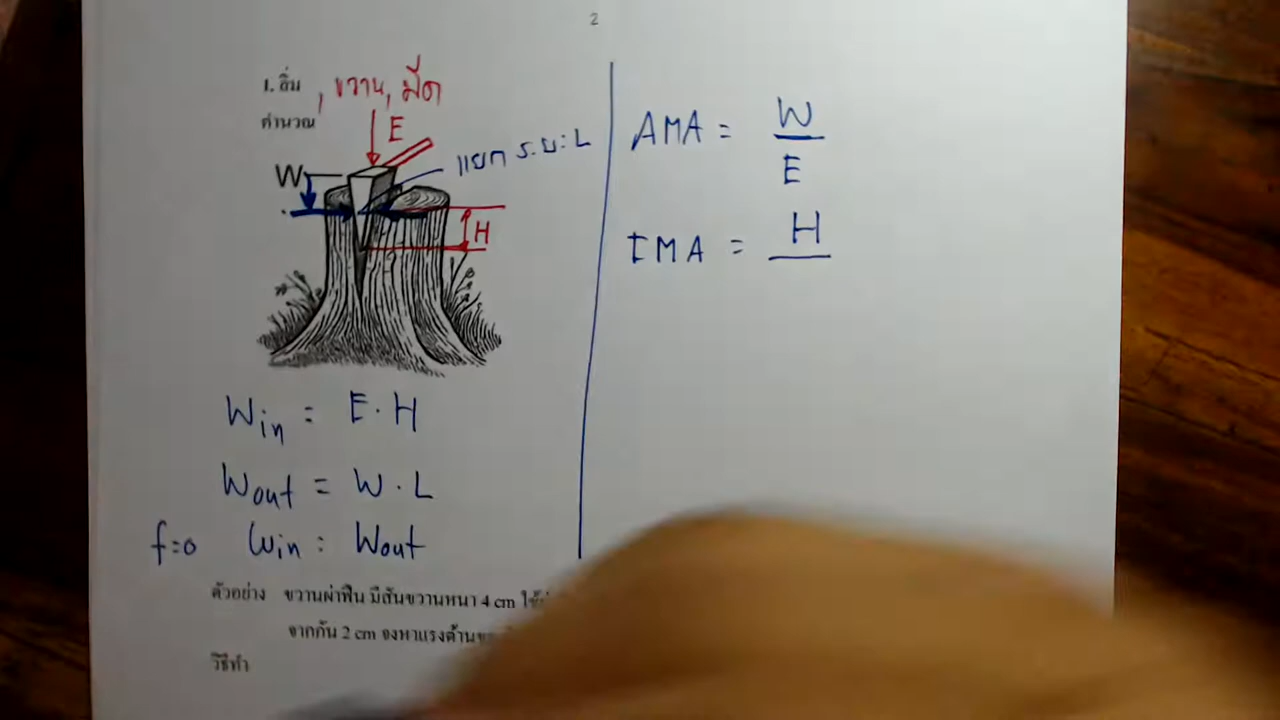 2
1. ลิ่ม , ขวาน, มีด
คำนวณ
E
W
แยก ร.ย: L
H
Win = E · H
Wout = W · L
f=0 Win = Wout
ตัวอย่าง ขวานผ่าฟืน มีสันขวานหนา 4 cm
จากกัน 2 cm จงหาแรงต้าน
วิธีทำ
AMA = W
E
IMA = H